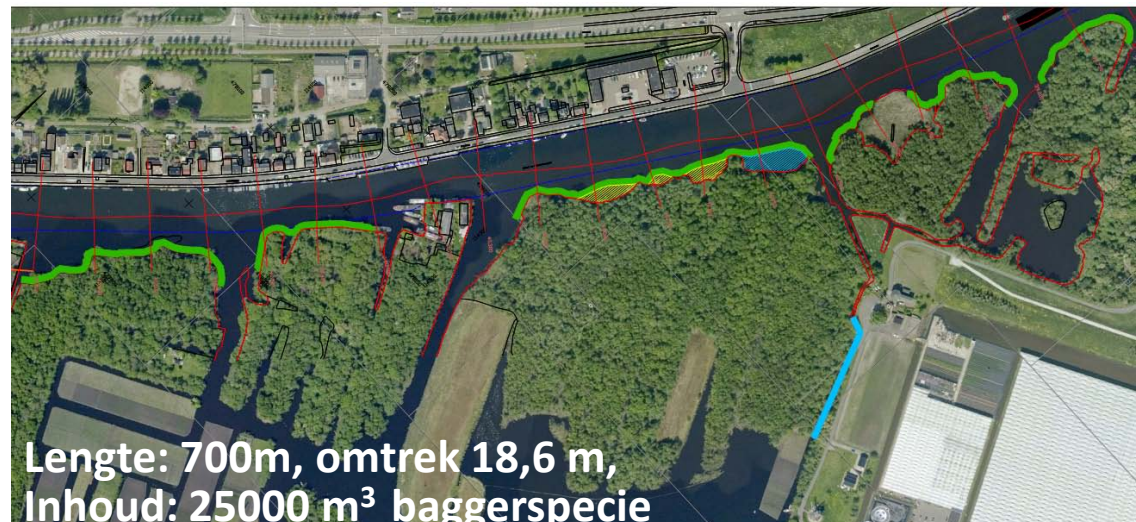 Lengte: 700m, omtrek 18,6 m,
Inhoud: 25000 m³ baggerspecie